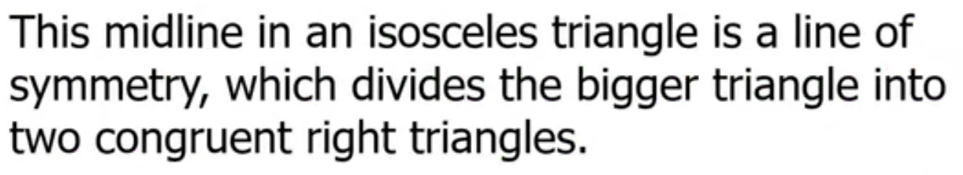 This midline in an isosceles triangle is a line of
symmetry, which divides the bigger triangle into
two congruent right triangles.